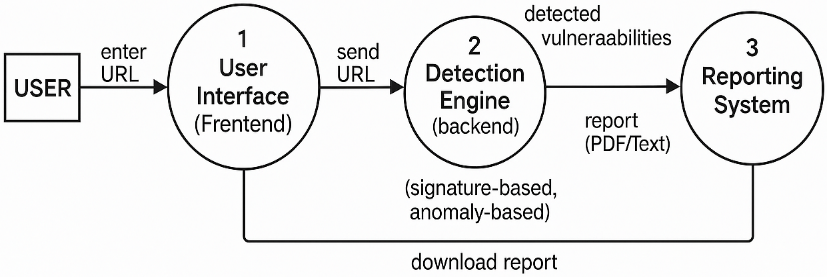 USER
enter
URL
1
User
Interface
(Frentend)
send
URL
2
Detection
Engine
(backend)
(signature-based,
anomaly-based)
detected
vulneraabilities
report
(PDF/Text)
3
Reporting
System
download report